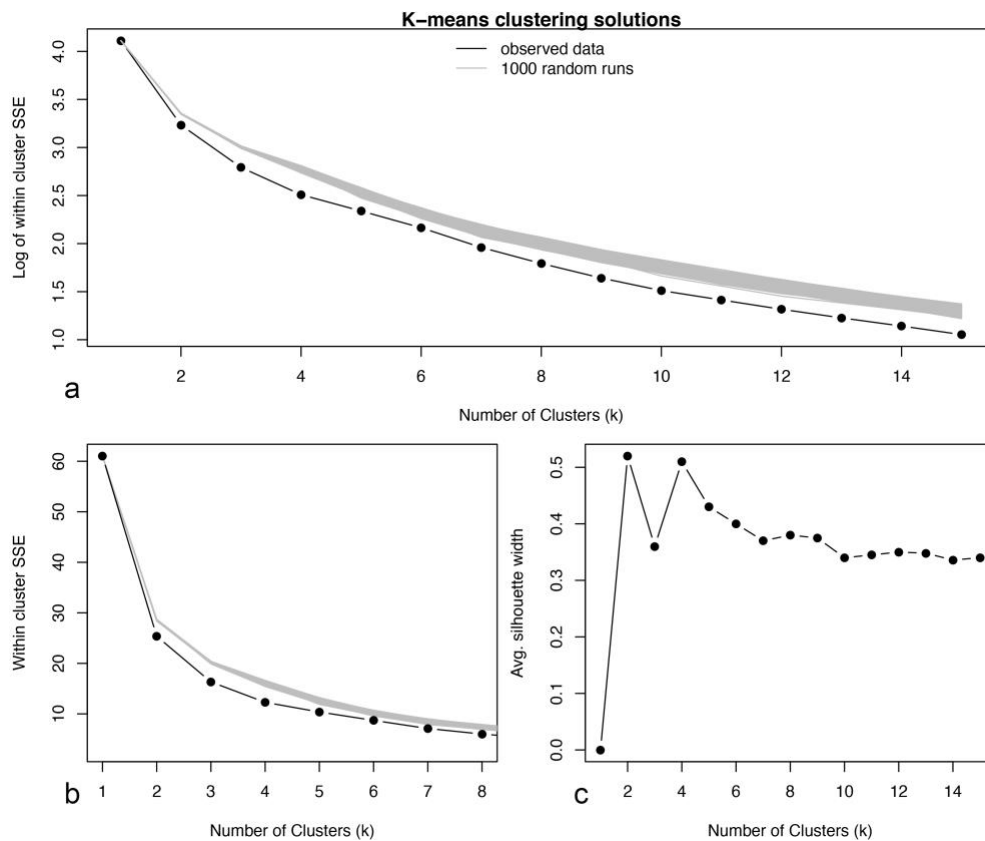 K−means clustering solutions
observed data
1000 random runs
Log of within cluster SSE
4.0
3.5
3.0
2.5
2.0
1.5
1.0
2 4 6 8 10 12 14
a
Number of Clusters (k)
Within cluster SSE
60
50
40
30
20
10
1 2 3 4 5 6 7 8
b
Number of Clusters (k)
Avg. silhouette width
0.5
0.4
0.3
0.2
0.1
0.0
2 4 6 8 10 12 14
c
Number of Clusters (k)